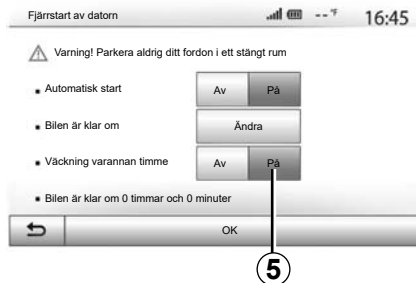 Fjärrstart av datorn -- °F 16:45
Varning! Parkera aldrig ditt fordon i ett stängt rum
Automatisk start Av På
Bilen är klar om Ändra
Väckning varannan timme Av På
Bilen är klar om 0 timmar och 0 minuter
OK
5